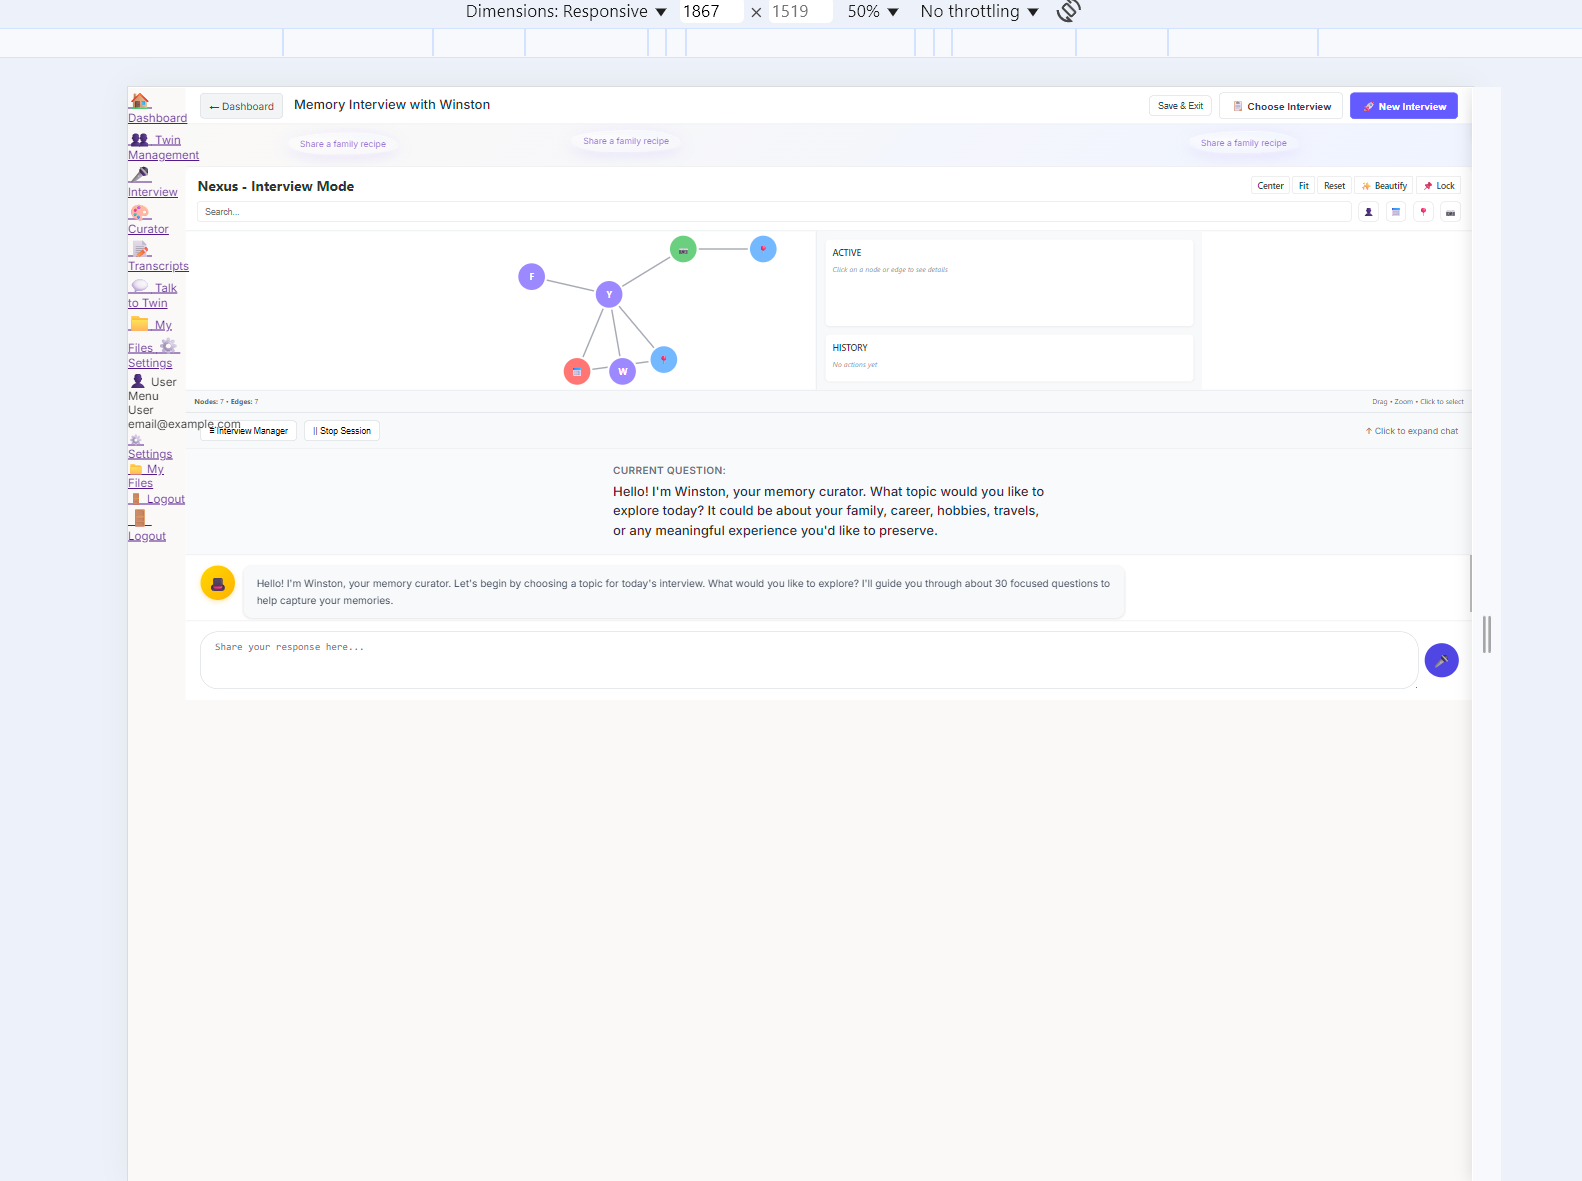 Dimensions: Responsive ▼ 1867 × 1519 50% ▼ No throttling ▼
Dashboard
Twin
Management
Interview
Curator
Transcripts
Talk
to Twin
My
Files
Settings
User
Menu
User
email@example.com
Settings
My
Files
Logout
Logout
← Dashboard
Memory Interview with Winston
Save & Exit
Choose Interview
New Interview
Share a family recipe
Share a family recipe
Share a family recipe
Nexus - Interview Mode
Center
Fit
Reset
Beautify
Lock
Search...
F
Y
W
ACTIVE
Click on a node or edge to see details
HISTORY
No actions yet
Nodes: 7 • Edges: 7
Drag • Zoom • Click to select
≡ Interview Manager
|| Stop Session
↑ Click to expand chat
CURRENT QUESTION:
Hello! I'm Winston, your memory curator. What topic would you like to
explore today? It could be about your family, career, hobbies, travels,
or any meaningful experience you'd like to preserve.
Hello! I'm Winston, your memory curator. Let's begin by choosing a topic for today's interview. What would you like to explore? I'll guide you through about 30 focused questions to
help capture your memories.
Share your response here...